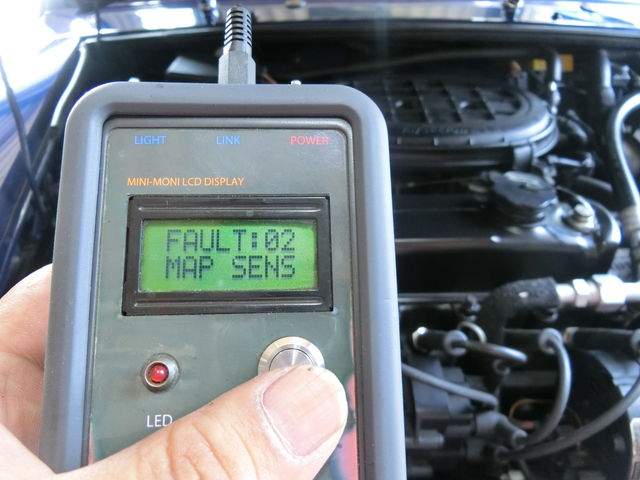 LIGHT LINK POWER
MINI-MONI LCD DISPLAY
FAULT:02
MAP SENS
LED